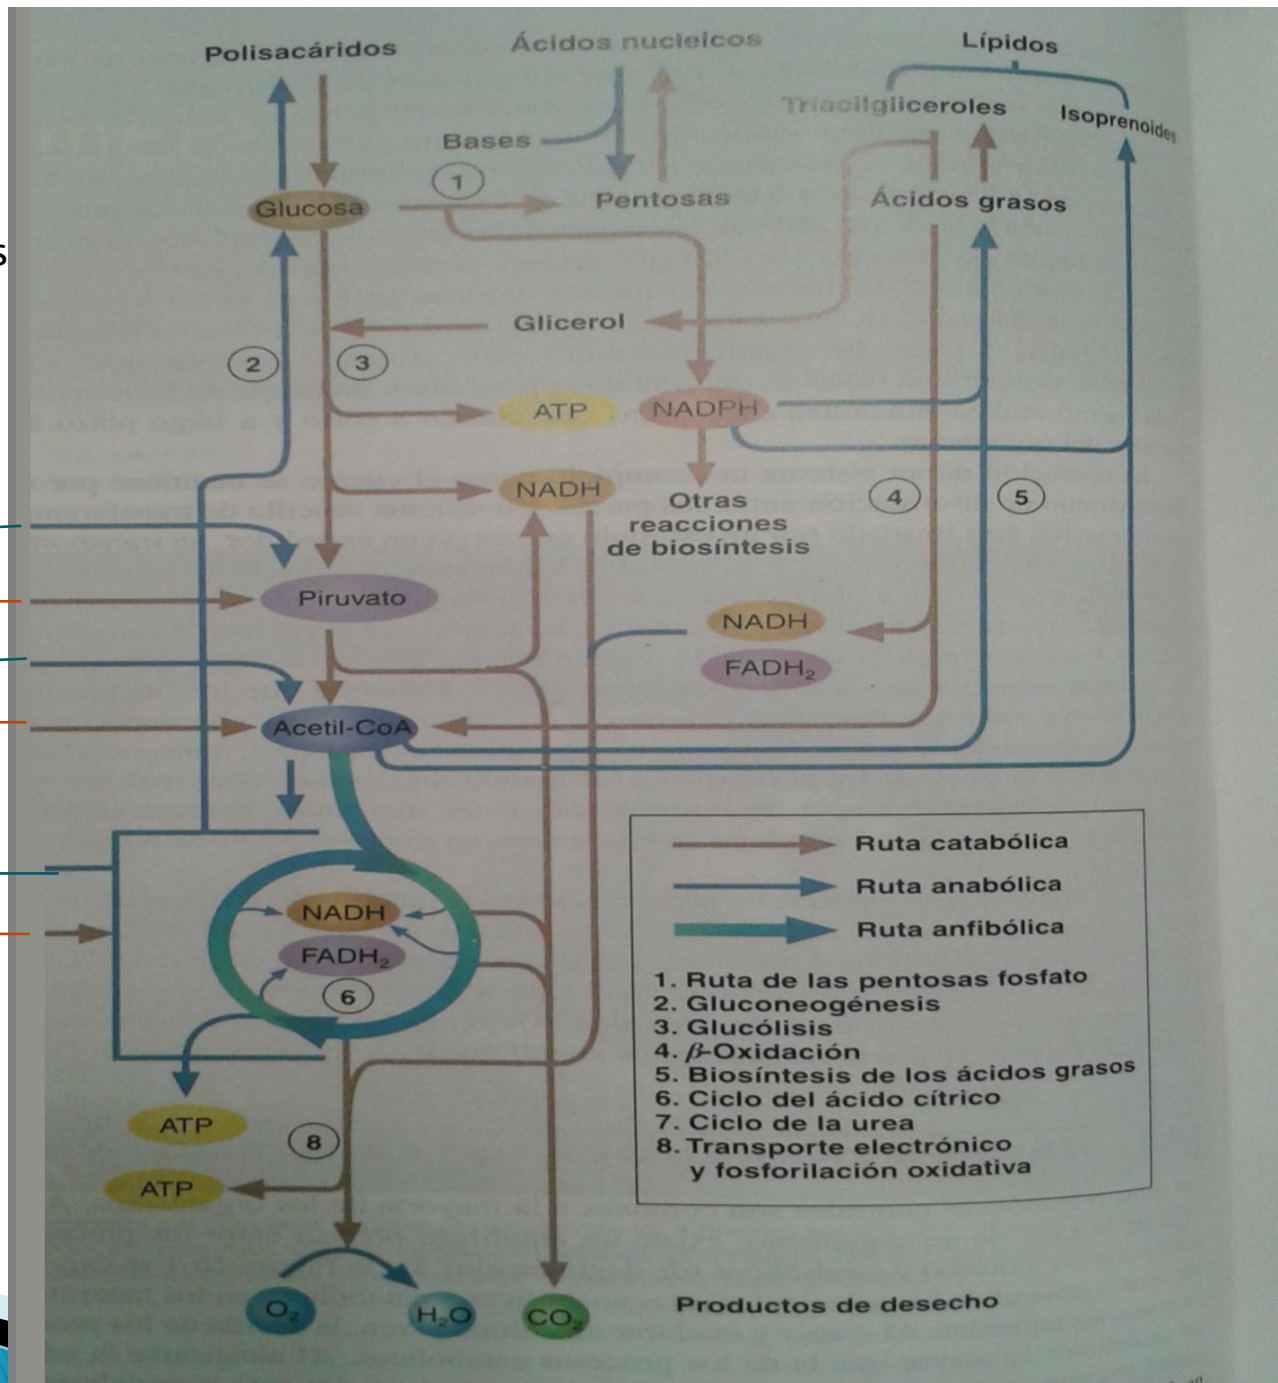 Polisacáridos
Ácidos nucleicos
Lípidos
Triacilgliceroles
Isoprenoides
Bases
1
Glucosa
Pentosas
Ácidos grasos
s
Glicerol
2
3
ATP
NADPH
NADH
4
5
Otras
reacciones
de biosíntesis
Piruvato
NADH
FADH₂
Acetil-CoA
Ruta catabólica
Ruta anabólica
Ruta anfibólica
NADH
FADH₂
6
1. Ruta de las pentosas fosfato
2. Gluconeogénesis
3. Glucólisis
4. β-Oxidación
5. Biosíntesis de los ácidos grasos
6. Ciclo del ácido cítrico
7. Ciclo de la urea
8. Transporte electrónico
y fosforilación oxidativa
ATP
8
ATP
O₂
H₂O
CO₂
Productos de desecho